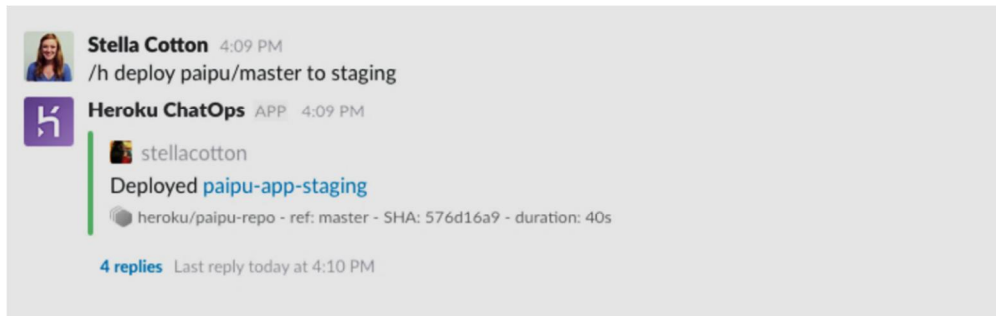 Stella Cotton 4:09 PM
/h deploy paipu/master to staging
Heroku ChatOps APP 4:09 PM
stellacotton
Deployed paipu-app-staging
heroku/paipu-repo - ref: master - SHA: 576d16a9 - duration: 40s
4 replies Last reply today at 4:10 PM